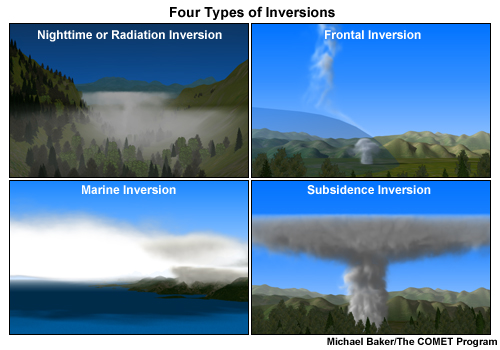 Four Types of Inversions
Nighttime or Radiation Inversion
Frontal Inversion
Marine Inversion
Subsidence Inversion
Michael Baker/The COMET Program